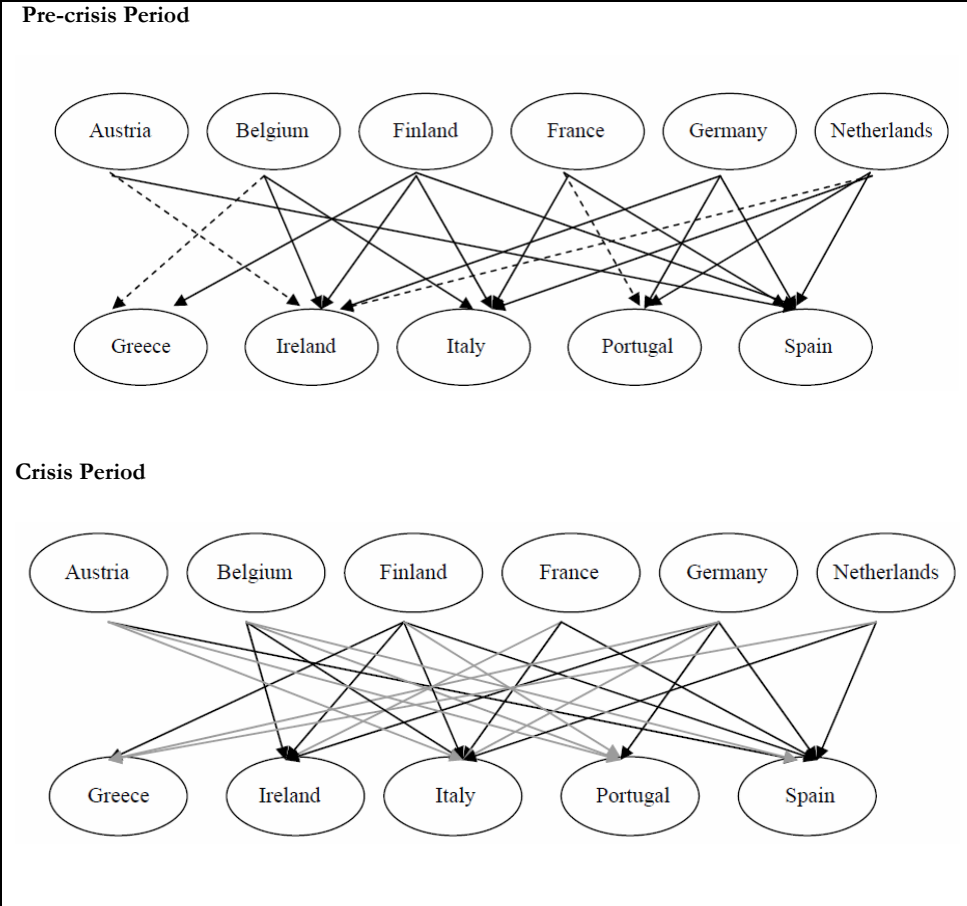 Pre-crisis Period
Austria Belgium Finland France Germany Netherlands
Greece Ireland Italy Portugal Spain
Crisis Period
Austria Belgium Finland France Germany Netherlands
Greece Ireland Italy Portugal Spain